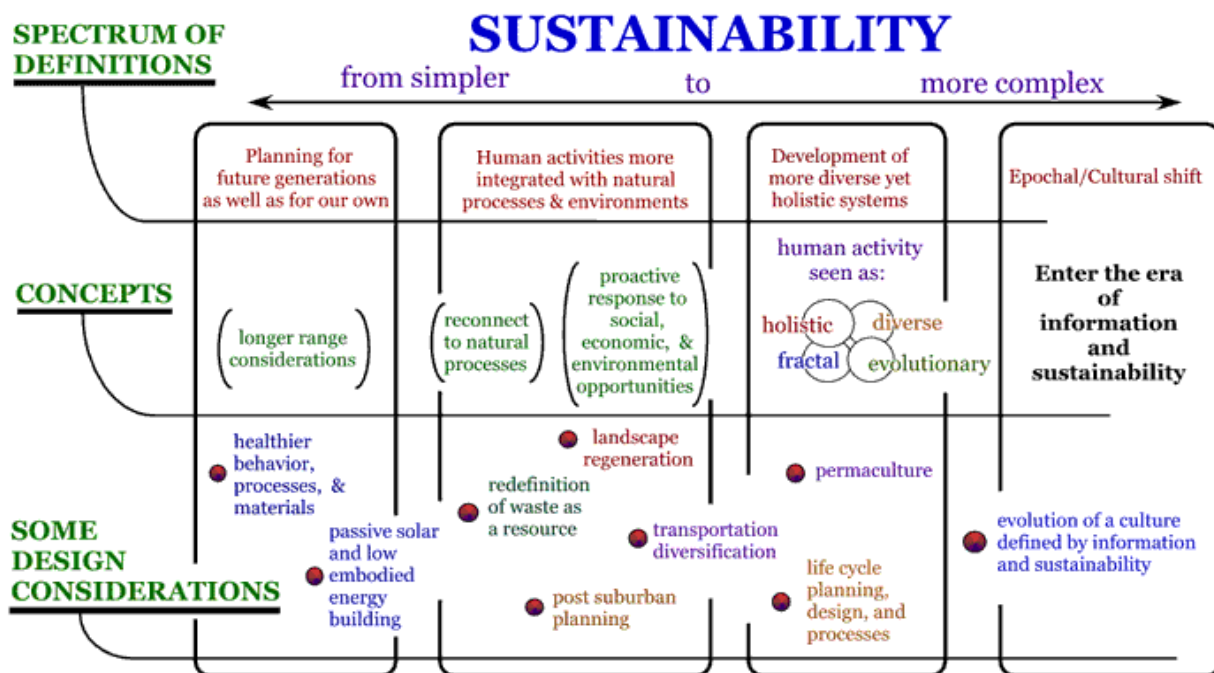 SUSTAINABILITY
SPECTRUM OF
DEFINITIONS
from simpler
to
more complex
Planning for
future generations
as well as for our own
Human activities more
integrated with natural
processes & environments
Development of
more diverse yet
holistic systems
Epochal/Cultural shift
CONCEPTS
longer range
considerations
reconnect
to natural
processes
proactive
response to
social,
economic, &
environmental
opportunities
human activity
seen as:
holistic
diverse
fractal
evolutionary
Enter the era
of
information
and
sustainability
SOME
DESIGN
CONSIDERATIONS
healthier
behavior,
processes, &
materials
passive solar
and low
embodied
energy
building
landscape
regeneration
redefinition
of waste as
a resource
transportation
diversification
post suburban
planning
permaculture
life cycle
planning,
design, and
processes
evolution of a culture
defined by information
and sustainability